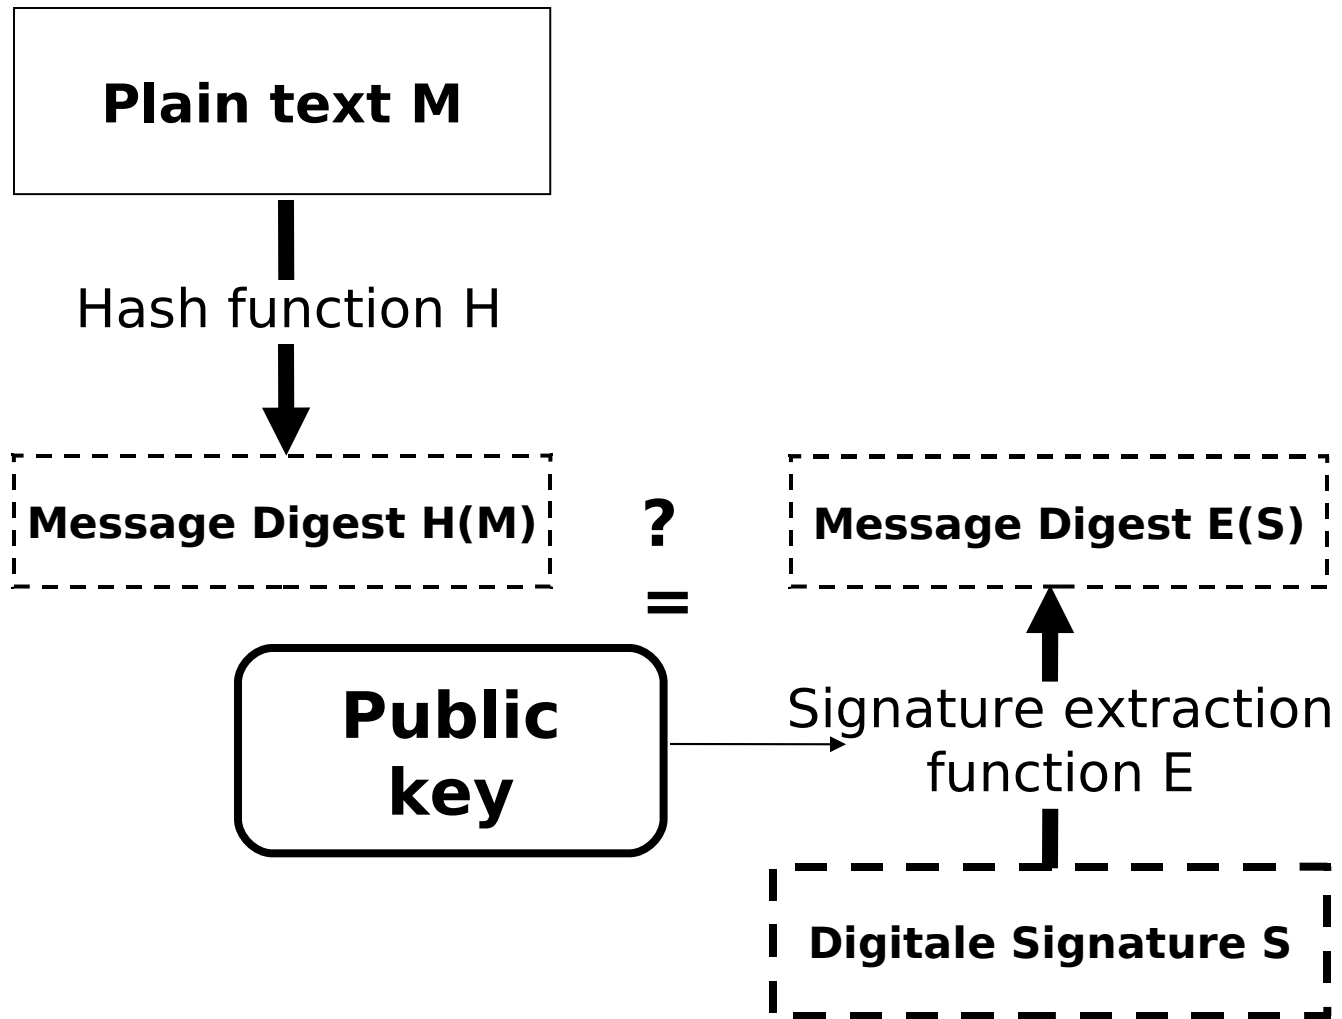 Plain text M
Hash function H
Message Digest H(M)
?
=
Message Digest E(S)
Public
key
Signature extraction
function E
Digitale Signature S